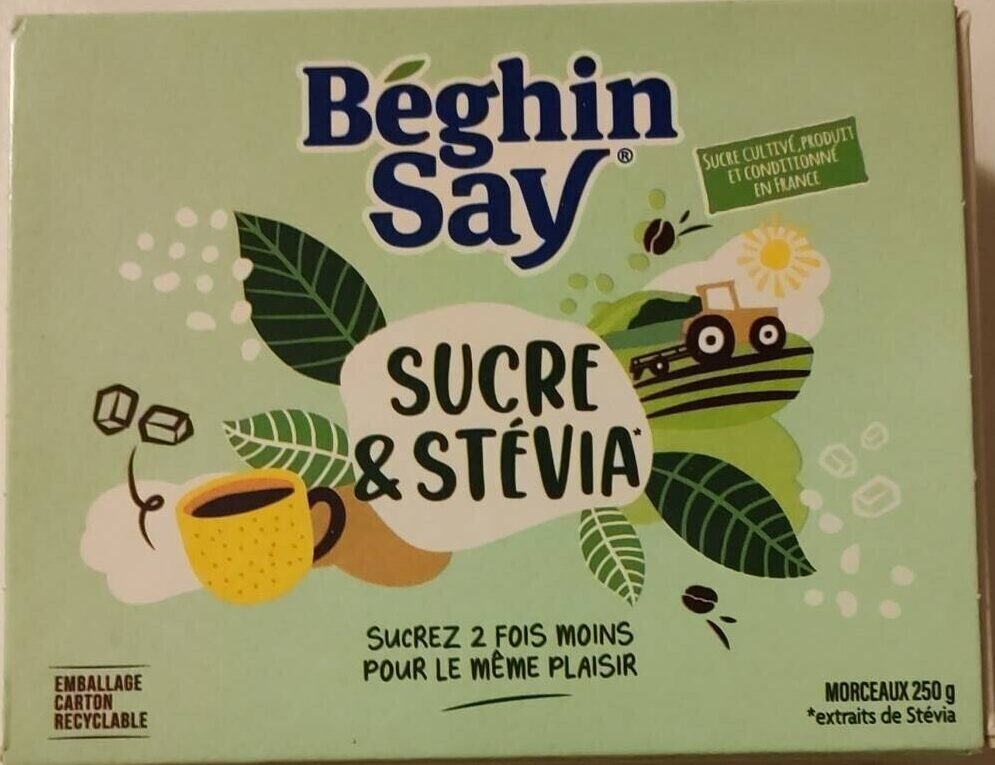 Béghin
Say®
SUCRE CULTIVÉ, PRODUIT
ET CONDITIONNÉ
EN FRANCE
SUCRE
& STÉVIA*
SUCREZ 2 FOIS MOINS
POUR LE MÊME PLAISIR
EMBALLAGE
CARTON
RECYCLABLE
MORCEAUX 250 g
*extraits de Stévia